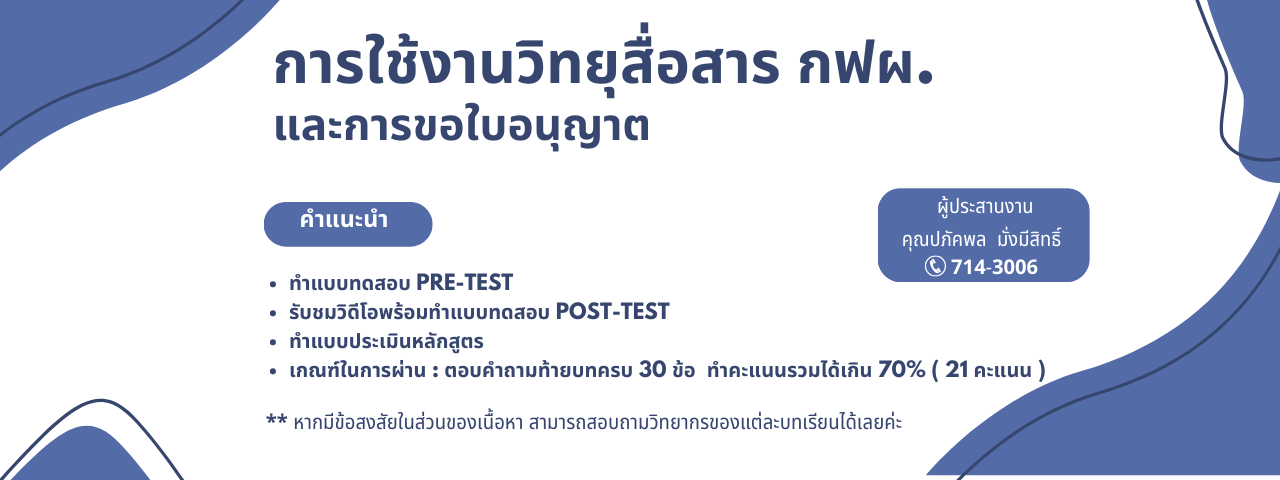 การใช้งานวิทยุสื่อสาร กฟผ.
และการขอใบอนุญาต
คำแนะนำ
ผู้ประสานงาน
คุณปภัคพล มั่งมีสิทธิ์
714-3006
• ทำแบบทดสอบ PRE-TEST
• รับชมวิดีโอพร้อมทำแบบทดสอบ POST-TEST
• ทำแบบประเมินหลักสูตร
• เกณฑ์ในการผ่าน : ตอบคำถามท้ายบทครบ 30 ข้อ ทำคะแนนรวมได้เกิน 70% ( 21 คะแนน )
** หากมีข้อสงสัยในส่วนของเนื้อหา สามารถสอบถามวิทยากรของแต่ละบทเรียนได้เลยค่ะ